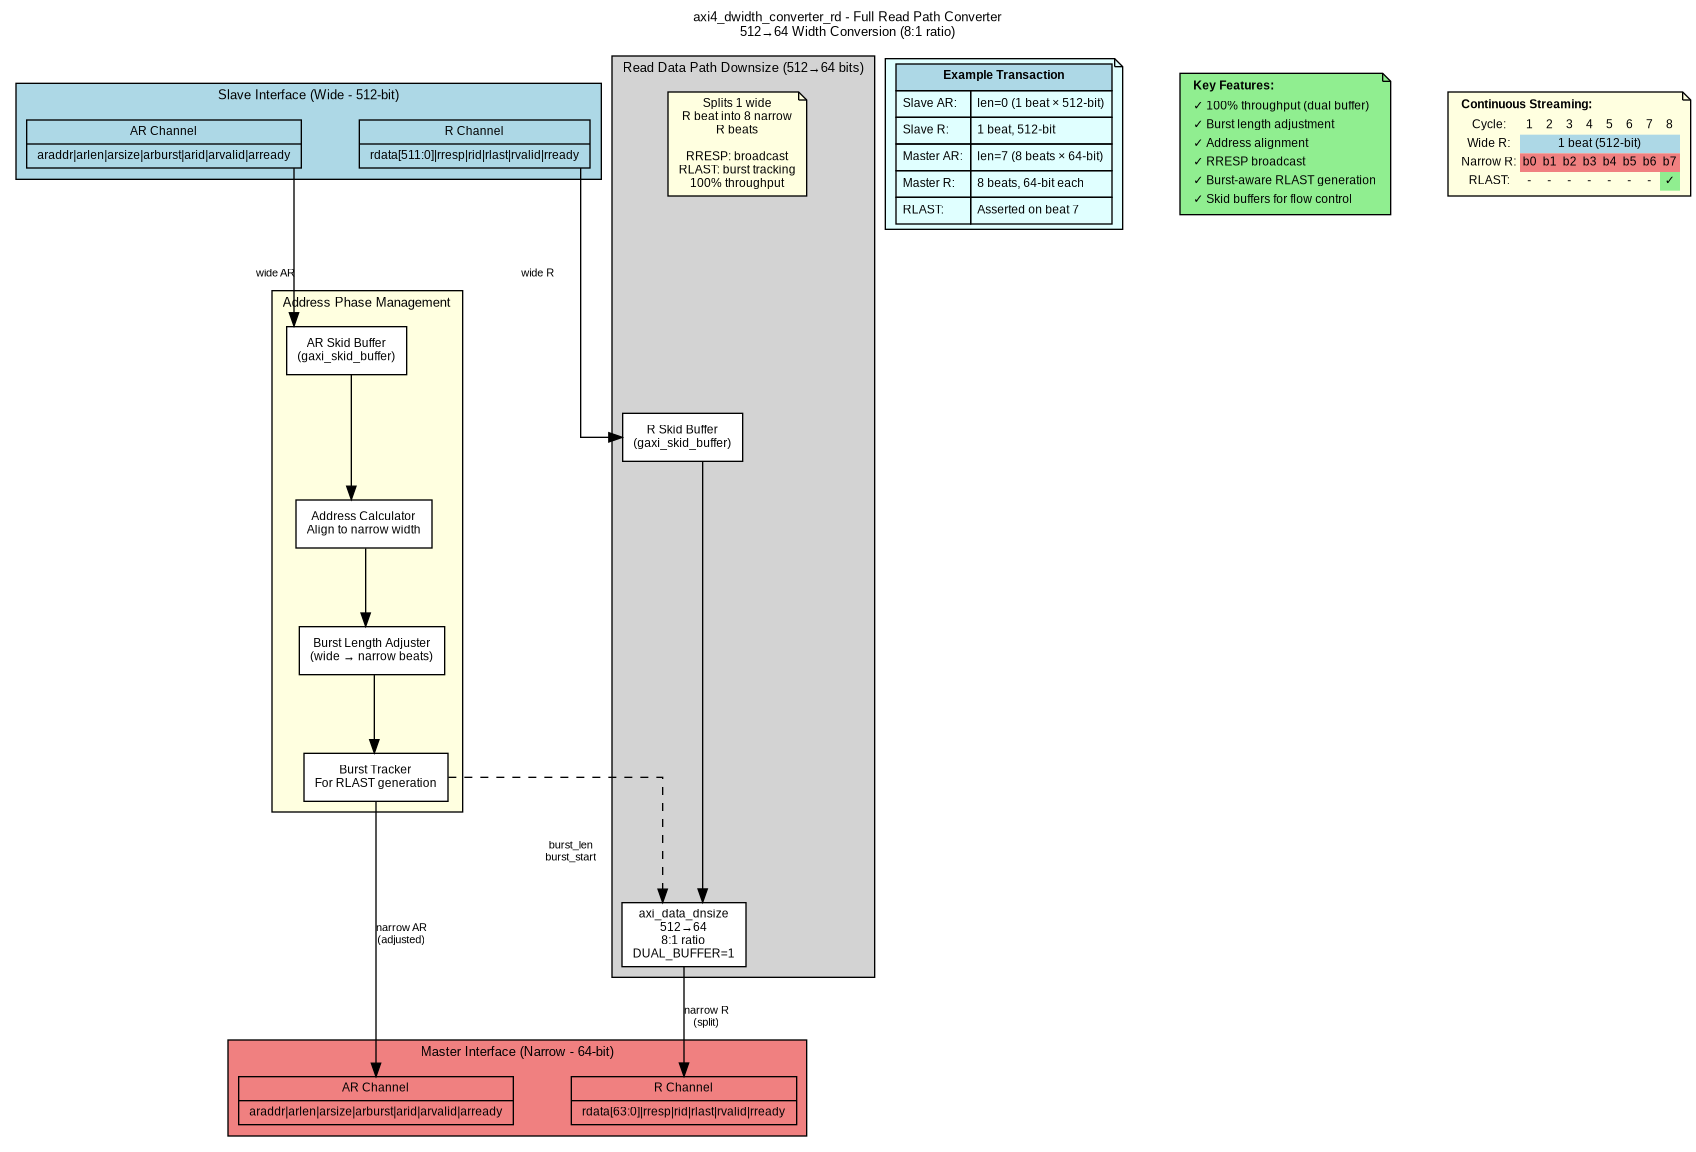 axi4_dwidth_converter_rd - Full Read Path Converter
512→64 Width Conversion (8:1 ratio)
Slave Interface (Wide - 512-bit)
AR Channel
araddr|arlen|arsize|arburst|arid|arvalid|arready
R Channel
rdata[511:0]|rresp|rid|rlast|rvalid|rready
Read Data Path Downsize (512→64 bits)
Splits 1 wide
R beat into 8 narrow
R beats
RRESP: broadcast
RLAST: burst tracking
100% throughput
Example Transaction
Slave AR: len=0 (1 beat × 512-bit)
Slave R: 1 beat, 512-bit
Master AR: len=7 (8 beats × 64-bit)
Master R: 8 beats, 64-bit each
RLAST: Asserted on beat 7
Key Features:
✓ 100% throughput (dual buffer)
✓ Burst length adjustment
✓ Address alignment
✓ RRESP broadcast
✓ Burst-aware RLAST generation
✓ Skid buffers for flow control
Continuous Streaming:
Cycle: 1 2 3 4 5 6 7 8
Wide R: 1 beat (512-bit)
Narrow R: b0 b1 b2 b3 b4 b5 b6 b7
RLAST: - - - - - - - ✓
wide AR
wide R
Address Phase Management
AR Skid Buffer
(gaxi_skid_buffer)
R Skid Buffer
(gaxi_skid_buffer)
Address Calculator
Align to narrow width
Burst Length Adjuster
(wide → narrow beats)
Burst Tracker
For RLAST generation
burst_len
burst_start
axi_data_dnsize
512→64
8:1 ratio
DUAL_BUFFER=1
narrow AR
(adjusted)
narrow R
(split)
Master Interface (Narrow - 64-bit)
AR Channel
araddr|arlen|arsize|arburst|arid|arvalid|arready
R Channel
rdata[63:0]|rresp|rid|rlast|rvalid|rready